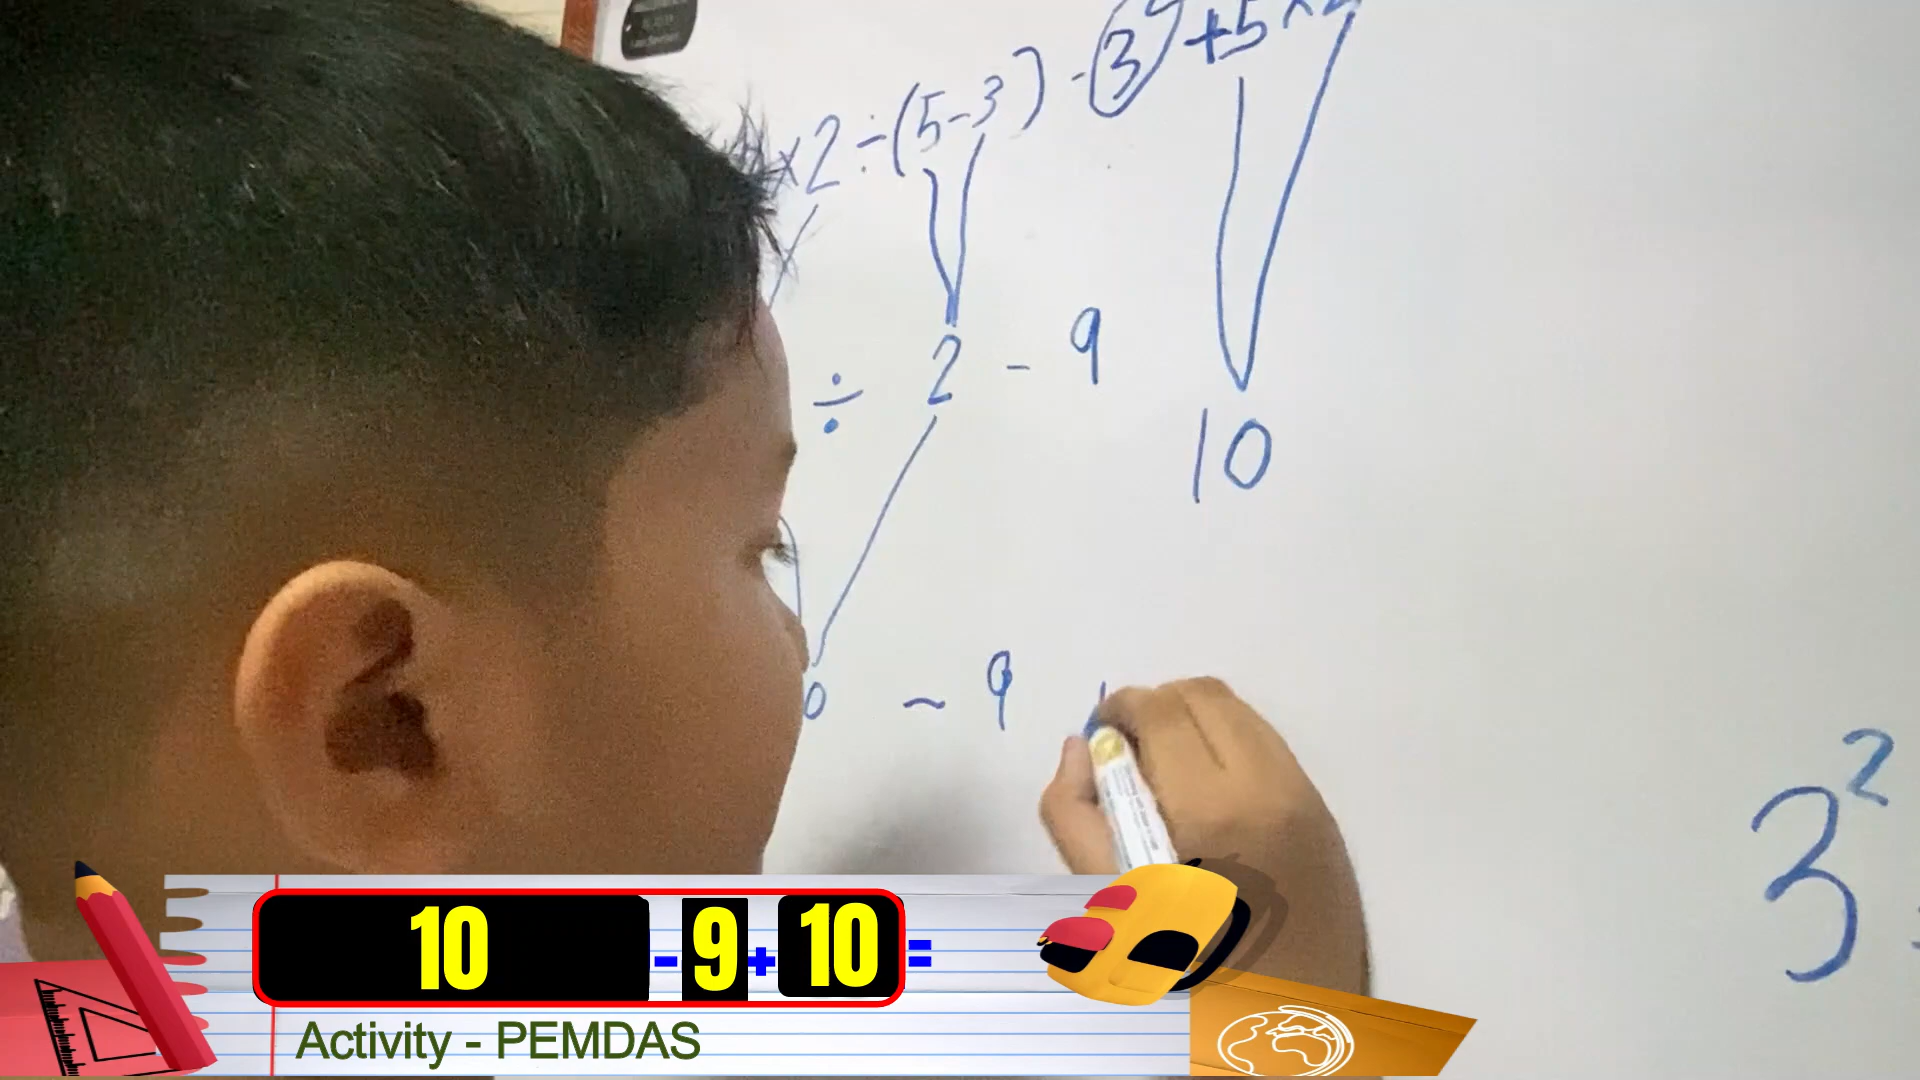 ×2÷(5-3) -3² +5×2
÷ 2 - 9
10
0 - 9
3²
10 - 9 + 10 =
Activity - PEMDAS